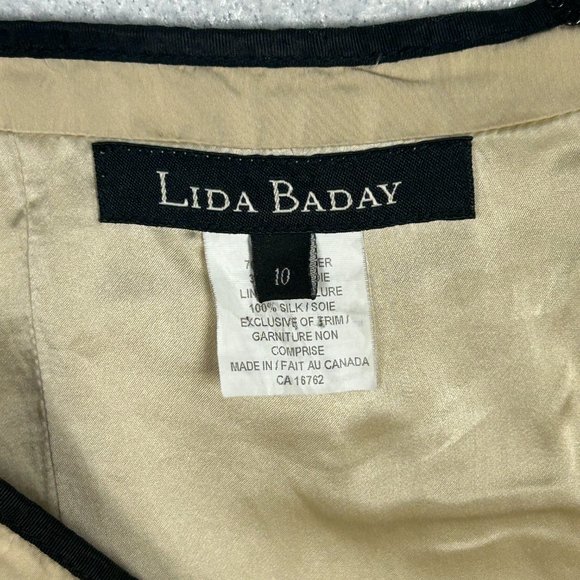 LIDA BADAY
10
100% SILK/SOIE
EXCLUSIVE OF TRIM/
GARNITURE NON
COMPRISE
MADE IN / FAIT AU CANADA
CA 16762